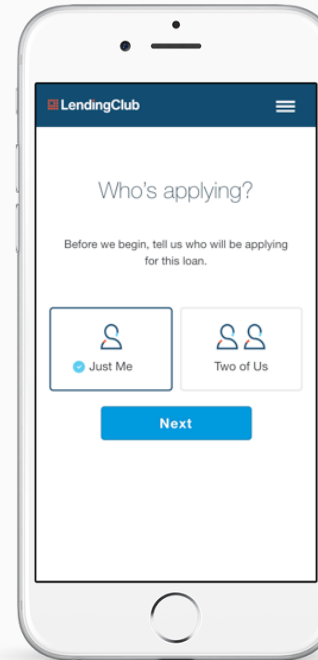 LendingClub
Who's applying?
Before we begin, tell us who will be applying
for this loan.
Just Me
Two of Us
Next